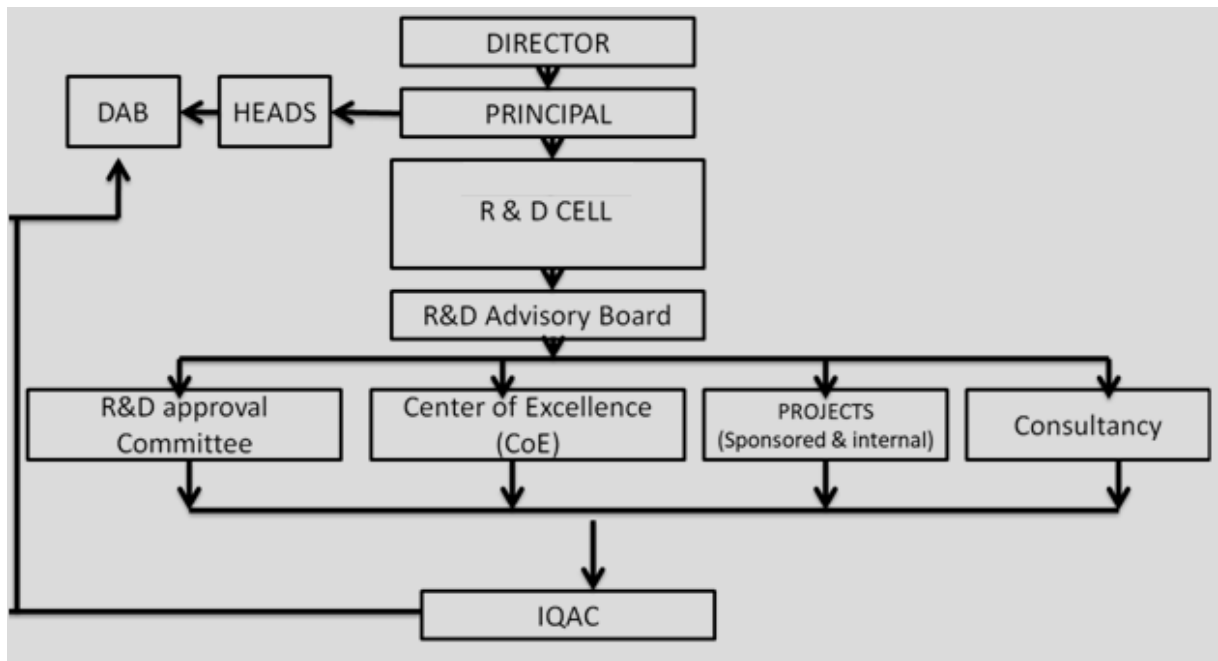 DIRECTOR
DAB
HEADS
PRINCIPAL
R & D CELL
R&D Advisory Board
R&D approval
Committee
Center of Excellence
(CoE)
PROJECTS
(Sponsored & internal)
Consultancy
IQAC